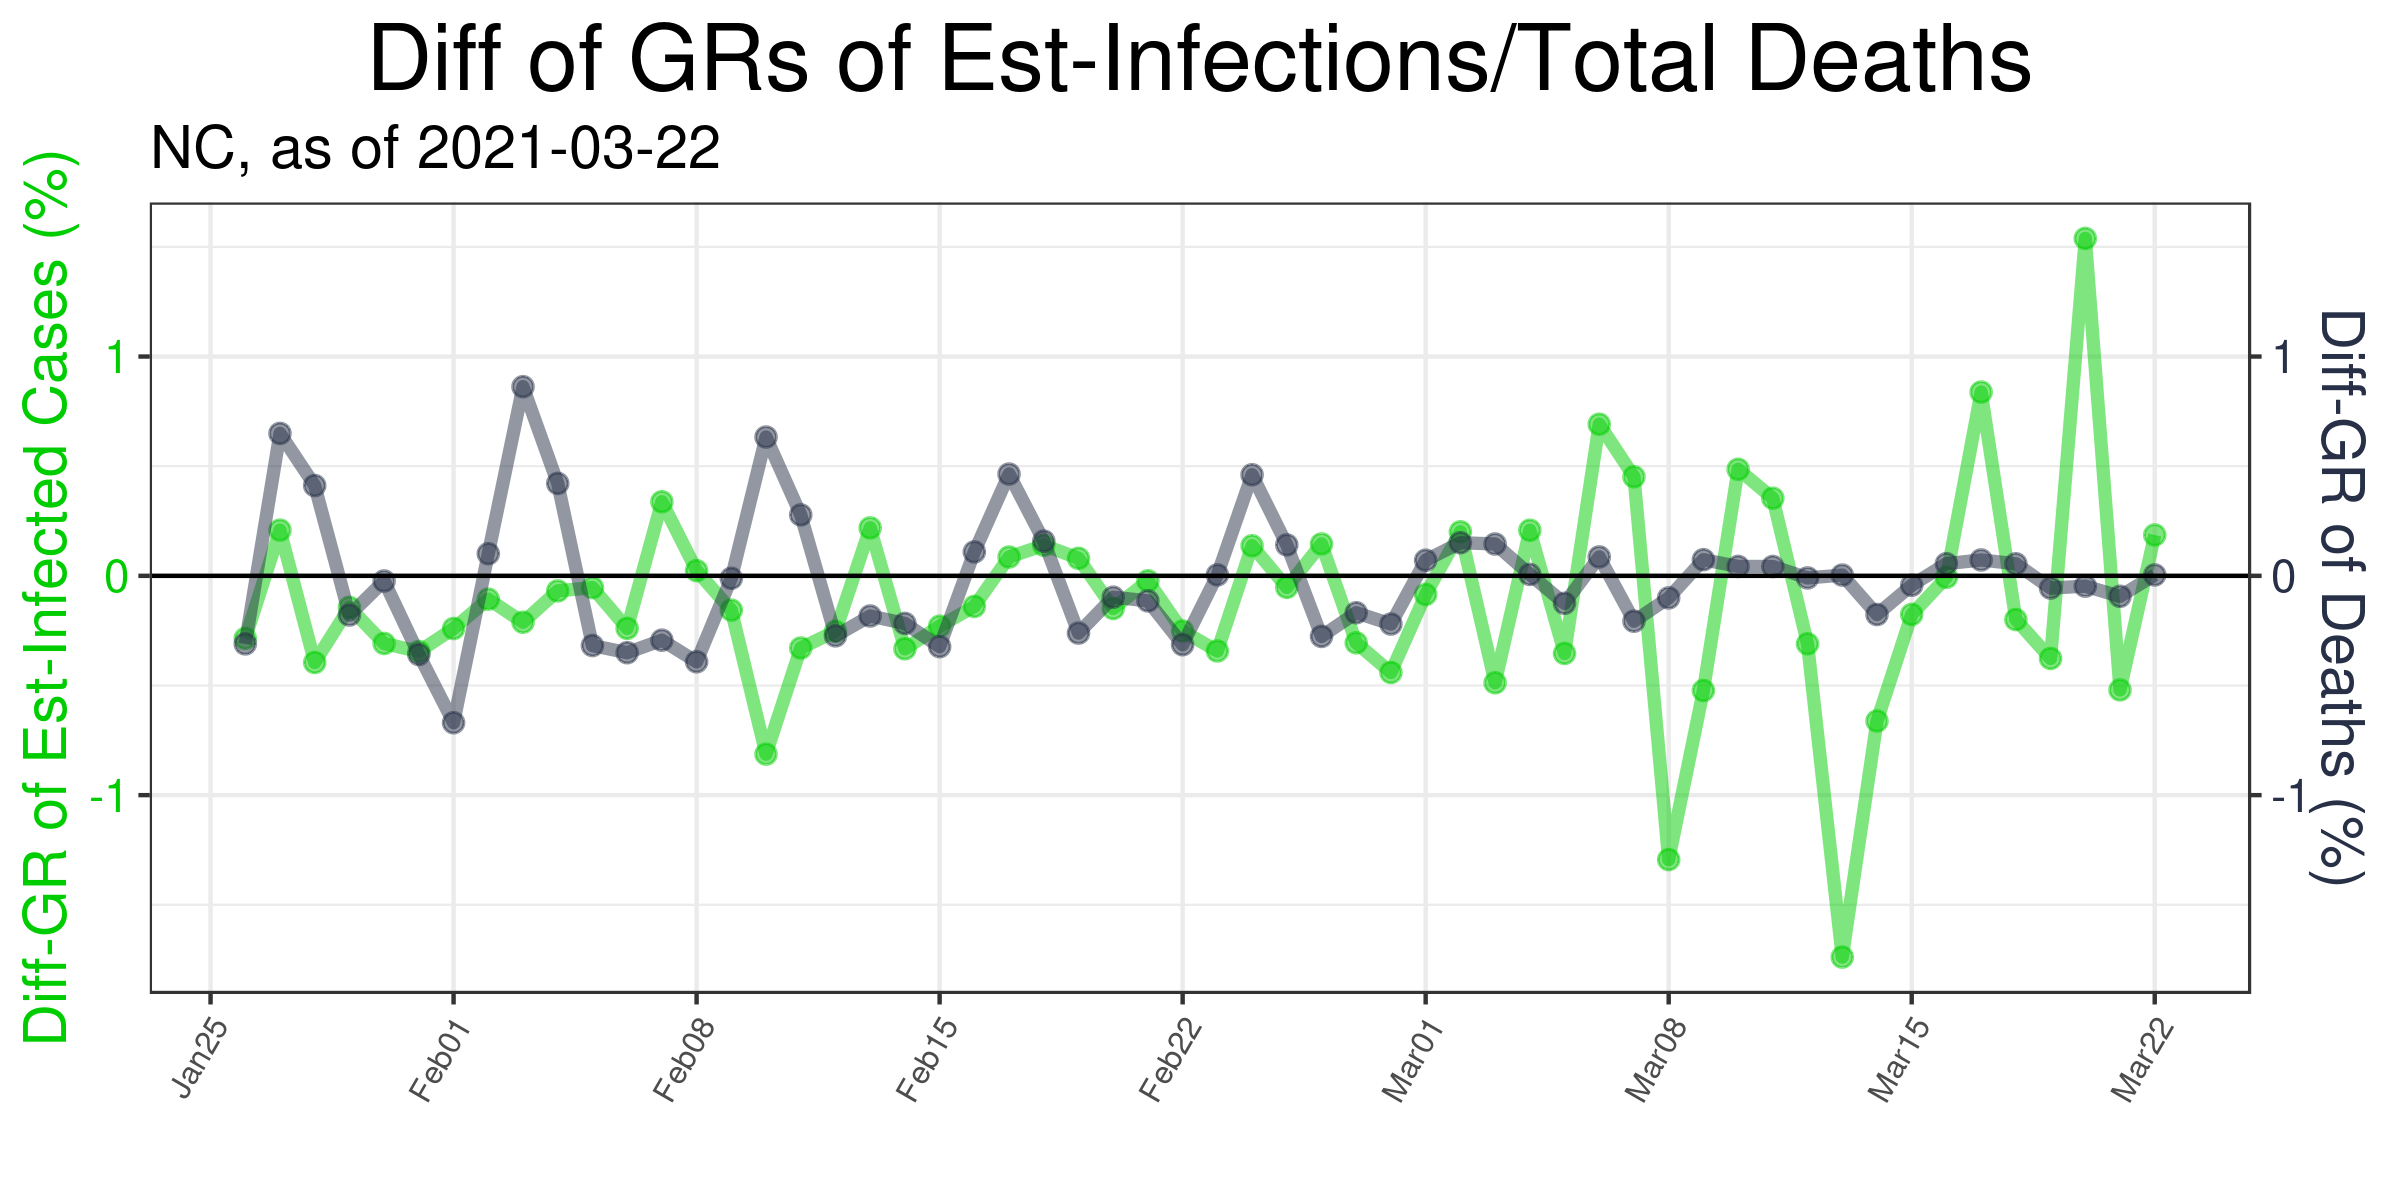 Diff of GRs of Est-Infections/Total Deaths
NC, as of 2021-03-22
Diff-GR of Est-Infected Cases (%)
1
0
-1
1
0
-1
Diff-GR of Deaths (%)
Jan25
Feb01
Feb08
Feb15
Feb22
Mar01
Mar08
Mar15
Mar22